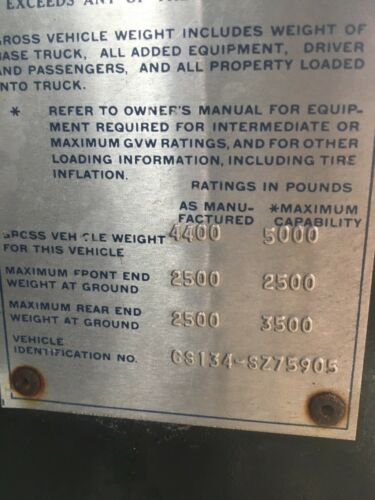 EXCEEDS ANY OF THE
GROSS VEHICLE WEIGHT INCLUDES WEIGHT OF
BASE TRUCK, ALL ADDED EQUIPMENT, DRIVER
AND PASSENGERS, AND ALL PROPERTY LOADED
INTO TRUCK.
* REFER TO OWNER'S MANUAL FOR EQUIP-
MENT REQUIRED FOR INTERMEDIATE OR
MAXIMUM GVW RATINGS, AND FOR OTHER
LOADING INFORMATION, INCLUDING TIRE
INFLATION.
RATINGS IN POUNDS
AS MANU- *MAXIMUM
FACTURED CAPABILITY
GROSS VEHICLE WEIGHT 4400 5000
FOR THIS VEHICLE
MAXIMUM FRONT END 2500 2500
WEIGHT AT GROUND
MAXIMUM REAR END 2500 3500
WEIGHT AT GROUND
VEHICLE
IDENTIFICATION NO. CS134-SZ75905